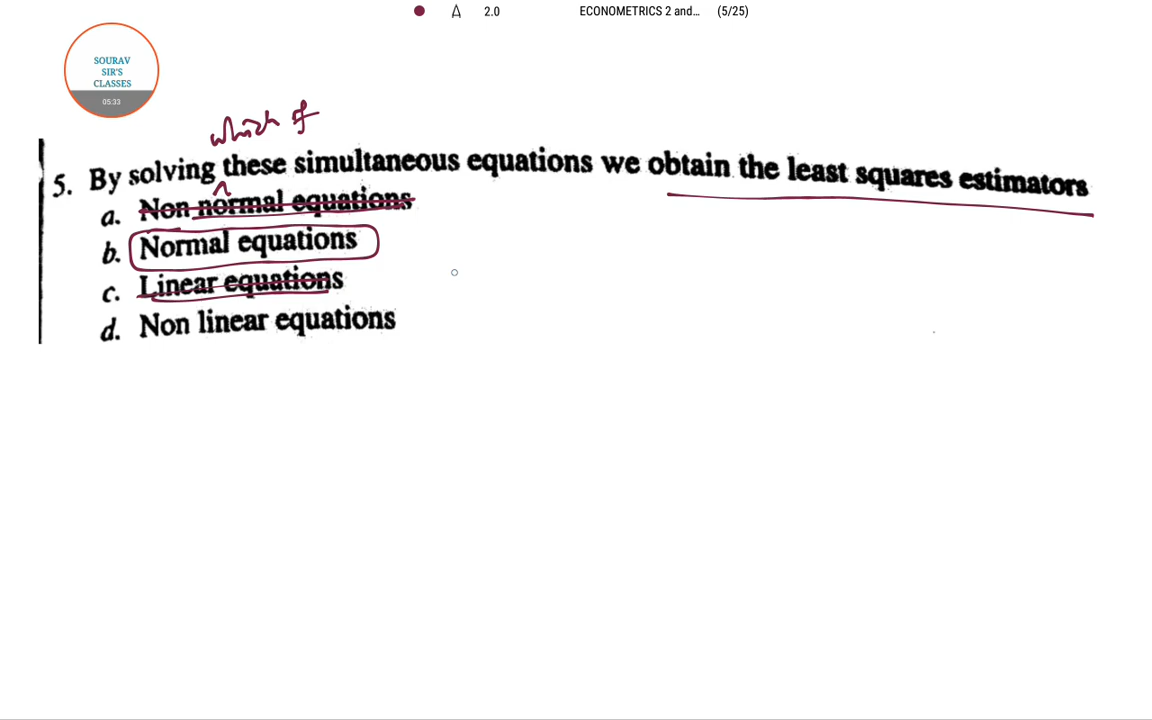 2.0 ECONOMETRICS 2 and... (5/25)
SOURAV
SIR'S
CLASSES
05:33
which of
5. By solving these simultaneous equations we obtain the least squares estimators
a. Non normal equations
b. Normal equations
c. Linear equations
d. Non linear equations